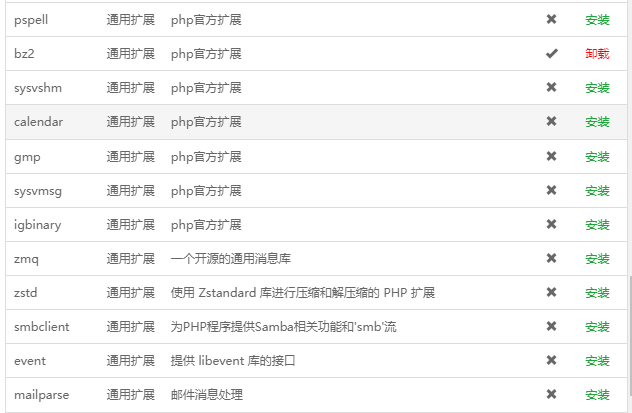 pspell 通用扩展 php官方扩展 ✖ 安装
bz2 通用扩展 php官方扩展 ✔ 卸载
sysvshm 通用扩展 php官方扩展 ✖ 安装
calendar 通用扩展 php官方扩展 ✖ 安装
gmp 通用扩展 php官方扩展 ✖ 安装
sysvmsg 通用扩展 php官方扩展 ✖ 安装
igbinary 通用扩展 php官方扩展 ✖ 安装
zmq 通用扩展 一个开源的通用消息库 ✖ 安装
zstd 通用扩展 使用 Zstandard 库进行压缩和解压缩的 PHP 扩展 ✖ 安装
smbclient 通用扩展 为PHP程序提供Samba相关功能和'smb'流 ✖ 安装
event 通用扩展 提供 libevent 库的接口 ✖ 安装
mailparse 通用扩展 邮件消息处理 ✖ 安装